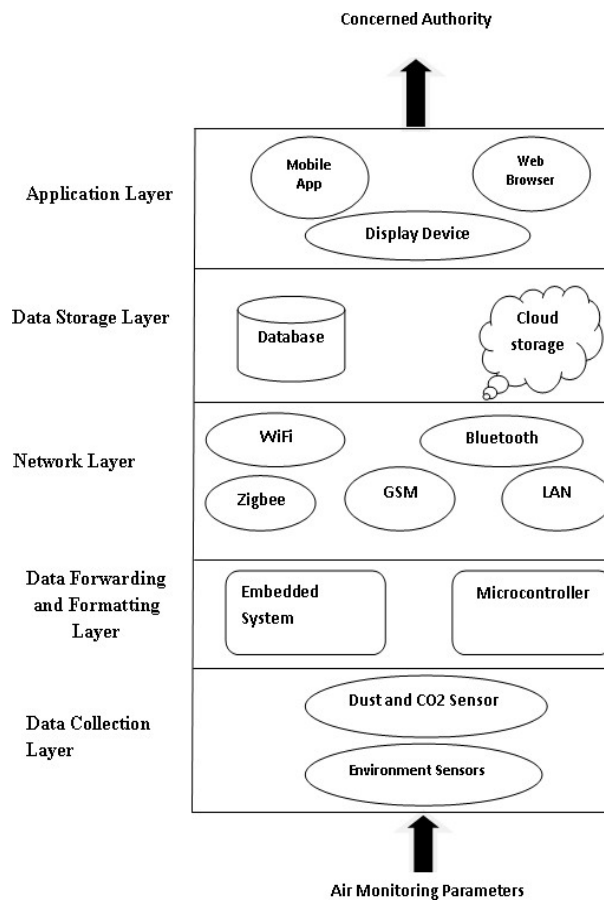 Concerned Authority
Application Layer
Mobile
App
Web
Browser
Display Device
Data Storage Layer
Database
Cloud
storage
Network Layer
WiFi
Bluetooth
Zigbee
GSM
LAN
Data Forwarding
and Formatting
Layer
Embedded
System
Microcontroller
Data Collection
Layer
Dust and CO2 Sensor
Environment Sensors
Air Monitoring Parameters